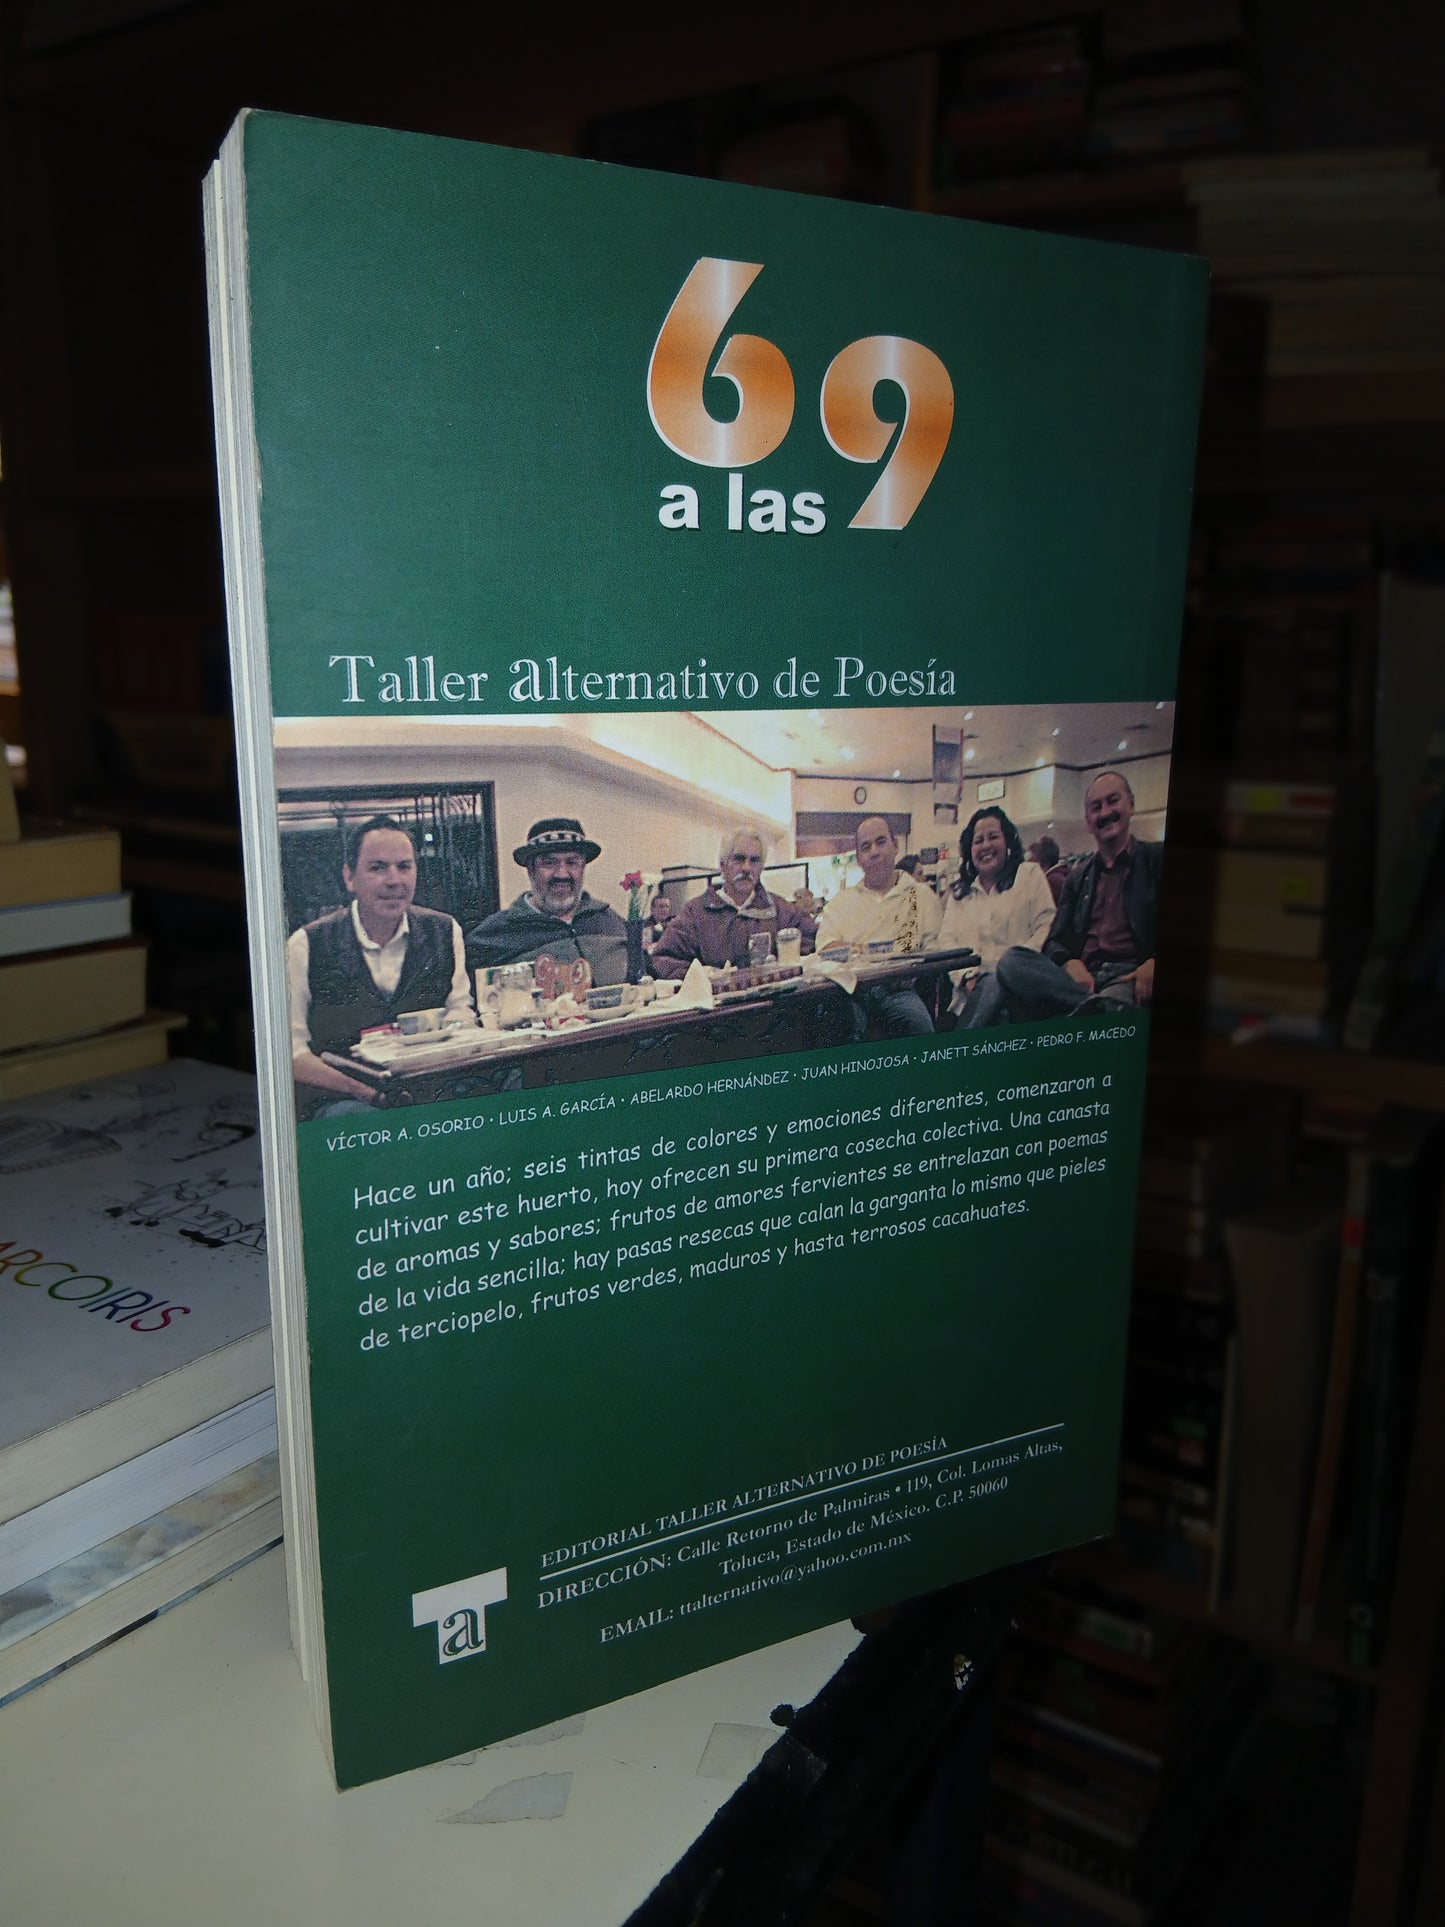 6 9
a las
Taller alternativo de Poesía
VÍCTOR A. OSORIO • LUIS A. GARCÍA • ABELARDO HERNÁNDEZ • JUAN HINOJOSA • JANETT SÁNCHEZ • PEDRO F. MACEDO
Hace un año; seis tintas de colores y emociones diferentes, comenzaron a
cultivar este huerto, hoy ofrecen su primera cosecha colectiva. Una canasta
de aromas y sabores; frutos de amores fervientes se entrelazan con poemas
de la vida sencilla; hay pasas resecas que calan la garganta lo mismo que pieles
de terciopelo, frutos verdes, maduros y hasta terrosos cacahuates.
EDITORIAL TALLER ALTERNATIVO DE POESÍA
DIRECCIÓN: Calle Retorno de Palmiras • 119, Col. Lomas Altas,
Toluca, Estado de México. C.P. 50060
EMAIL: ttalternativo@yahoo.com.mx
Ta
ARCOIRIS